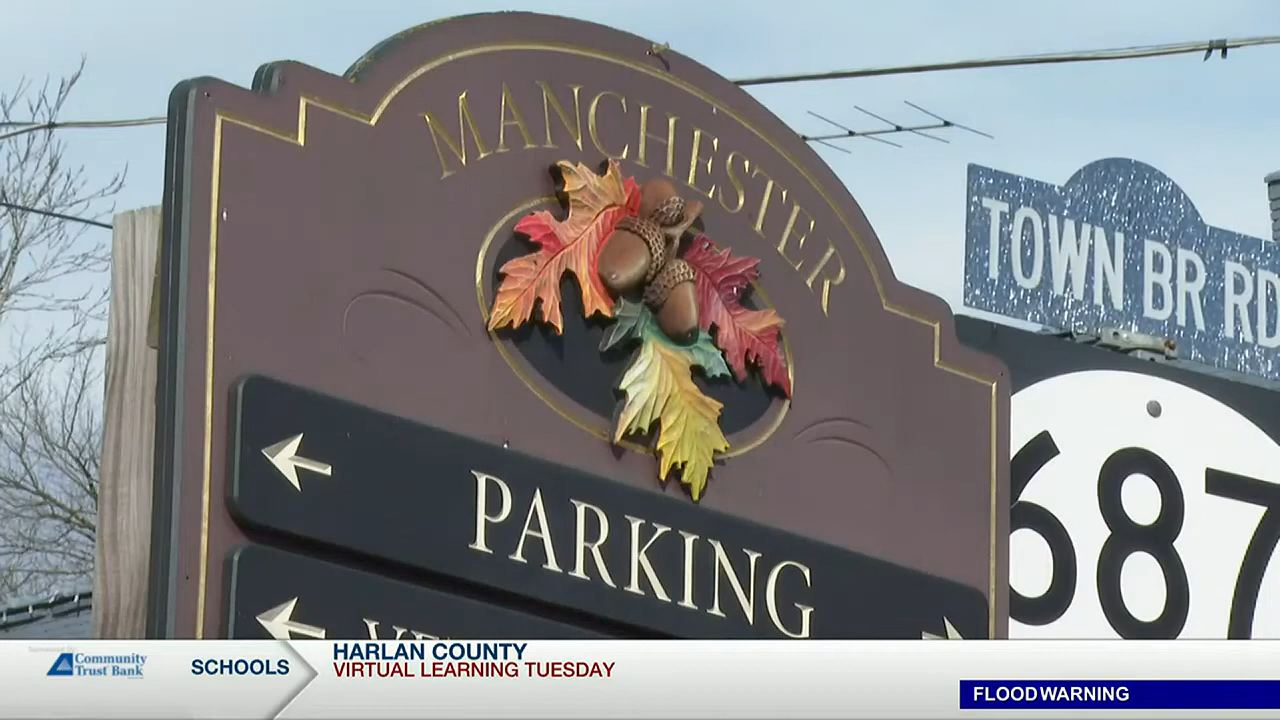 MANCHESTER
TOWN BR RD
687
PARKING
Community
Trust Bank
SCHOOLS
HARLAN COUNTY
VIRTUAL LEARNING TUESDAY
FLOOD WARNING